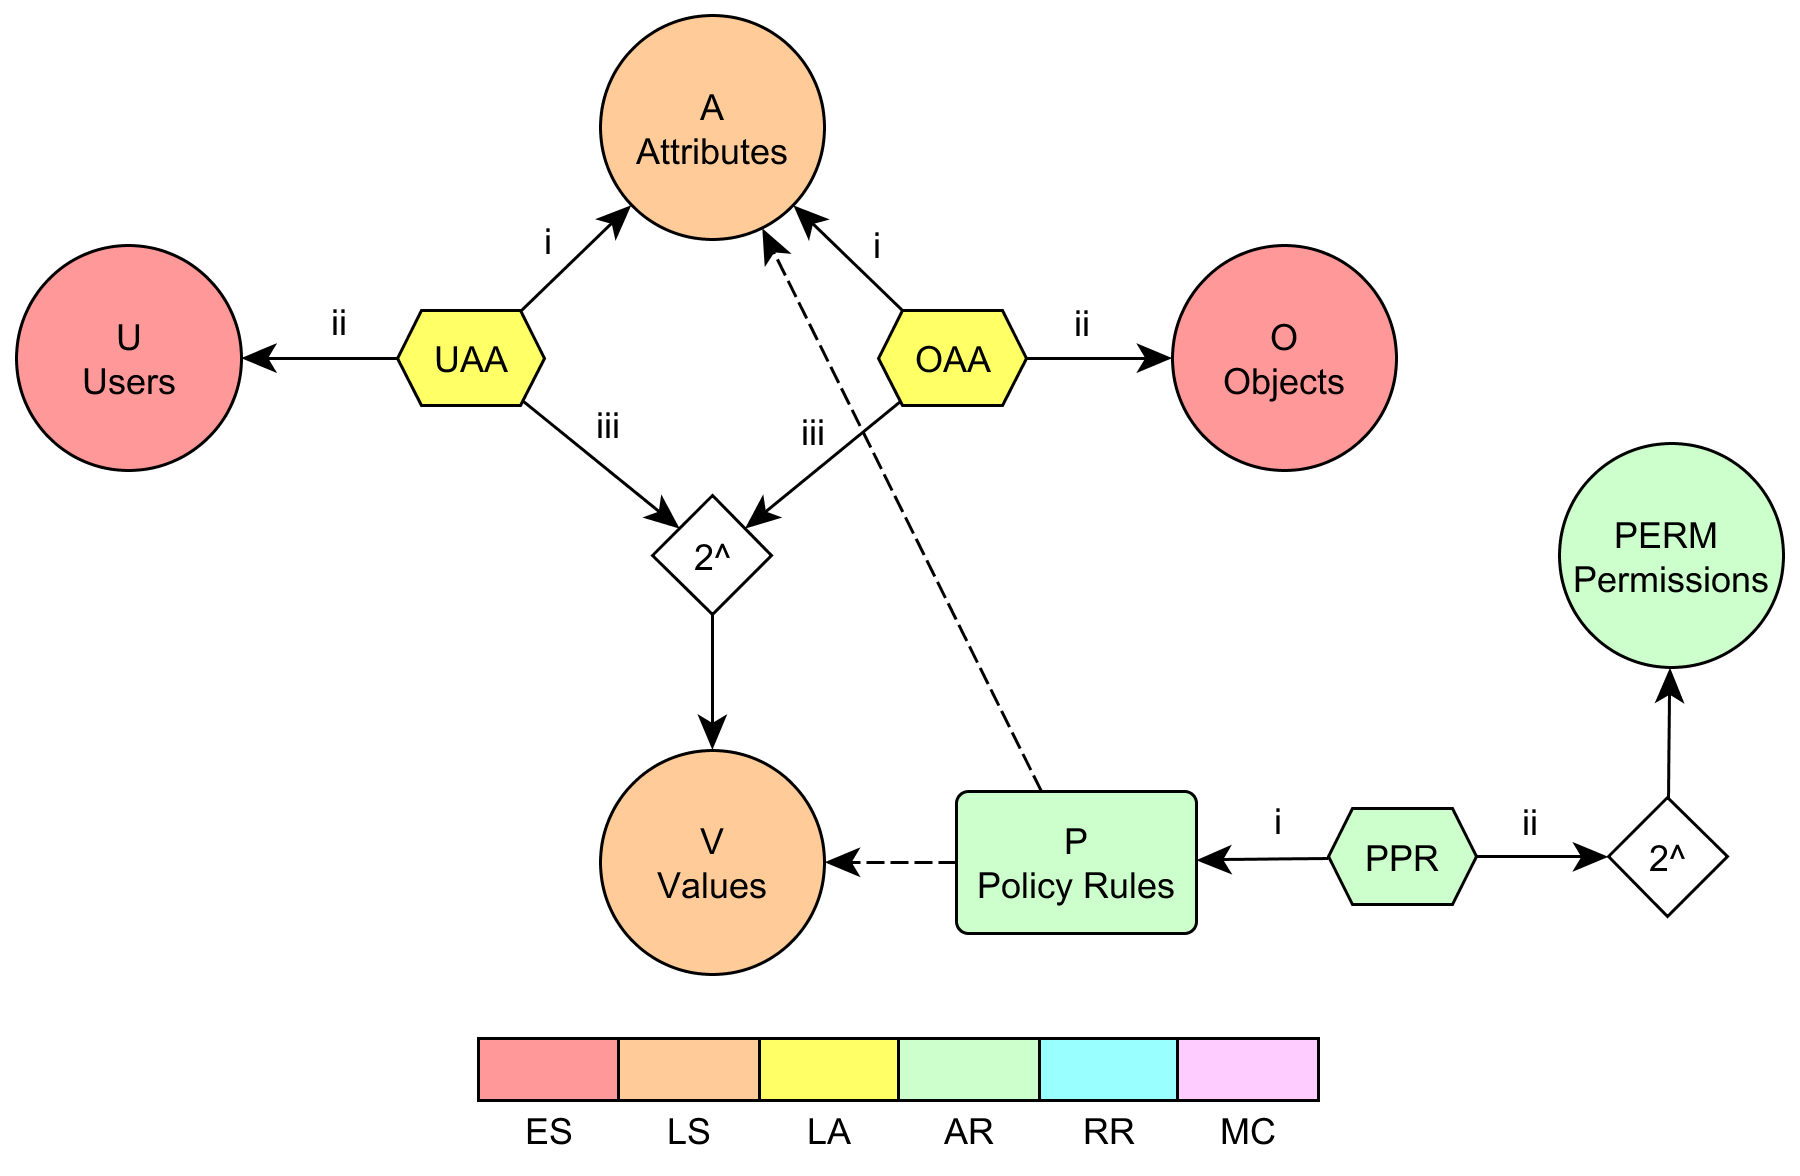 A
Attributes
i
i
U
Users
ii
UAA
OAA
ii
O
Objects
iii
iii
2^
PERM
Permissions
V
Values
P
Policy Rules
i
PPR
ii
2^
ES
LS
LA
AR
RR
MC